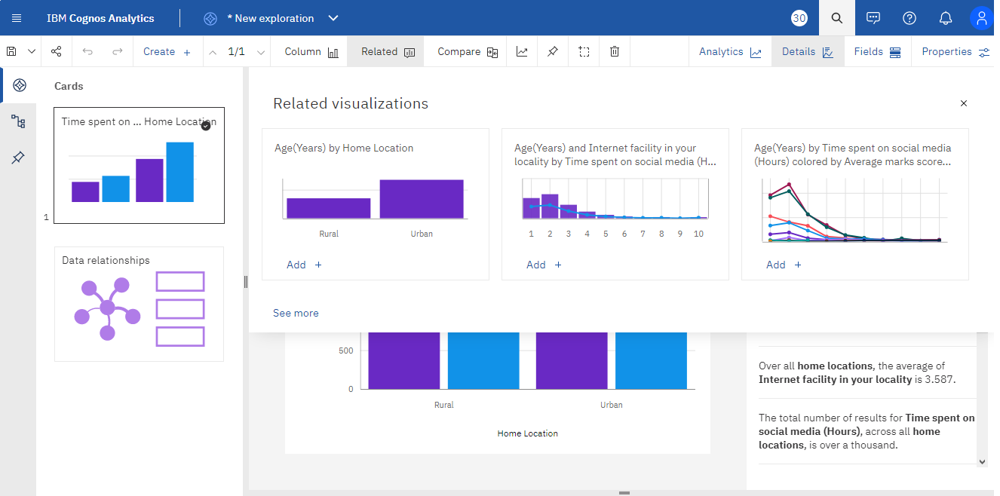 IBM Cognos Analytics
* New exploration
30
Create +
1/1
Column
Related
Compare
Analytics
Details
Fields
Properties
Cards
Time spent on ... Home Location
1
Data relationships
Related visualizations
Age(Years) by Home Location
Rural Urban
Add +
Age(Years) and Internet facility in your
locality by Time spent on social media (H...
1 2 3 4 5 6 7 8 9 10
Add +
Age(Years) by Time spent on social media
(Hours) colored by Average marks score...
Add +
See more
500
0
Rural Urban
Home Location
Over all home locations, the average of
Internet facility in your locality is 3.587.
The total number of results for Time spent on
social media (Hours), across all home
locations, is over a thousand.